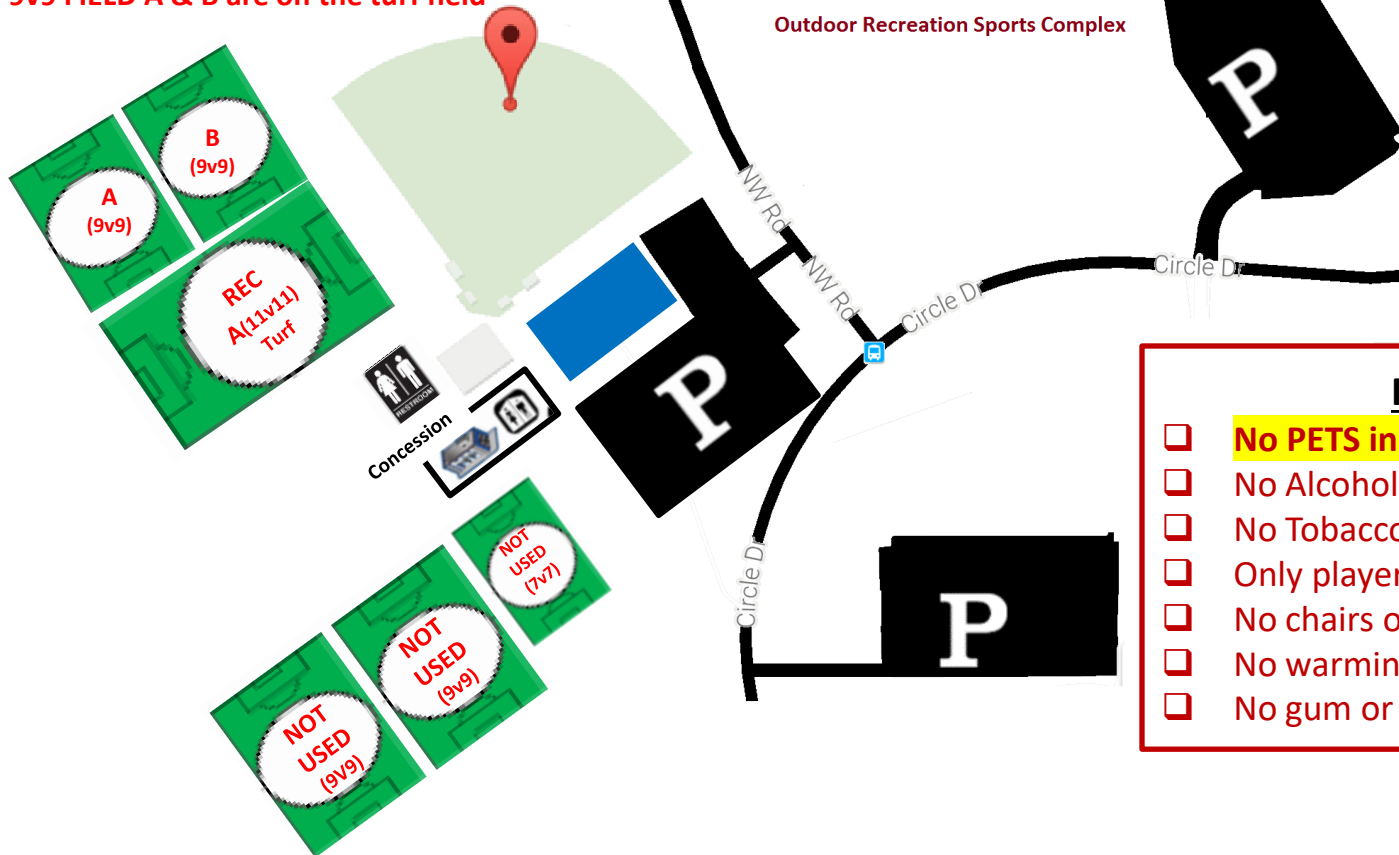 9v9 FIELD A & B are on the turf field
Outdoor Recreation Sports Complex
P
B
(9v9)
A
(9v9)
NW Rd
REC
A(11v11)
Turf
NW Rd
Circle Dr
Circle Dr
P
RESTROOM
Concession
No PETS in
No Alcohol
No Tobacco
Only player
No chairs o
No warmin
No gum or
NOT
USED
(7v7)
Circle Dr
P
NOT
USED
(9v9)
NOT
USED
(9V9)